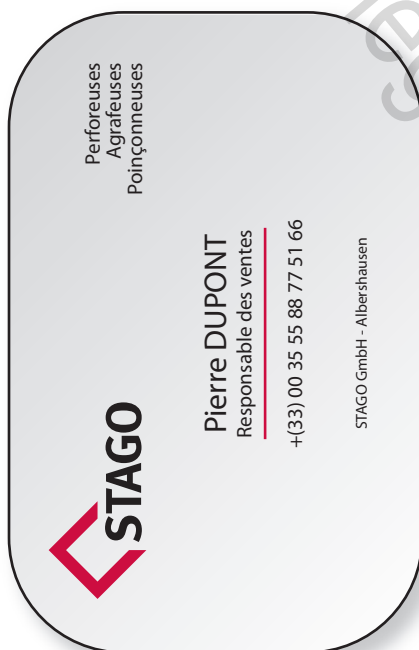 STAGO
Perforeuses
Agrafeuses
Poinçonneuses
Pierre DUPONT
Responsable des ventes
+(33) 00 35 55 88 77 51 66
STAGO GmbH - Albershausen